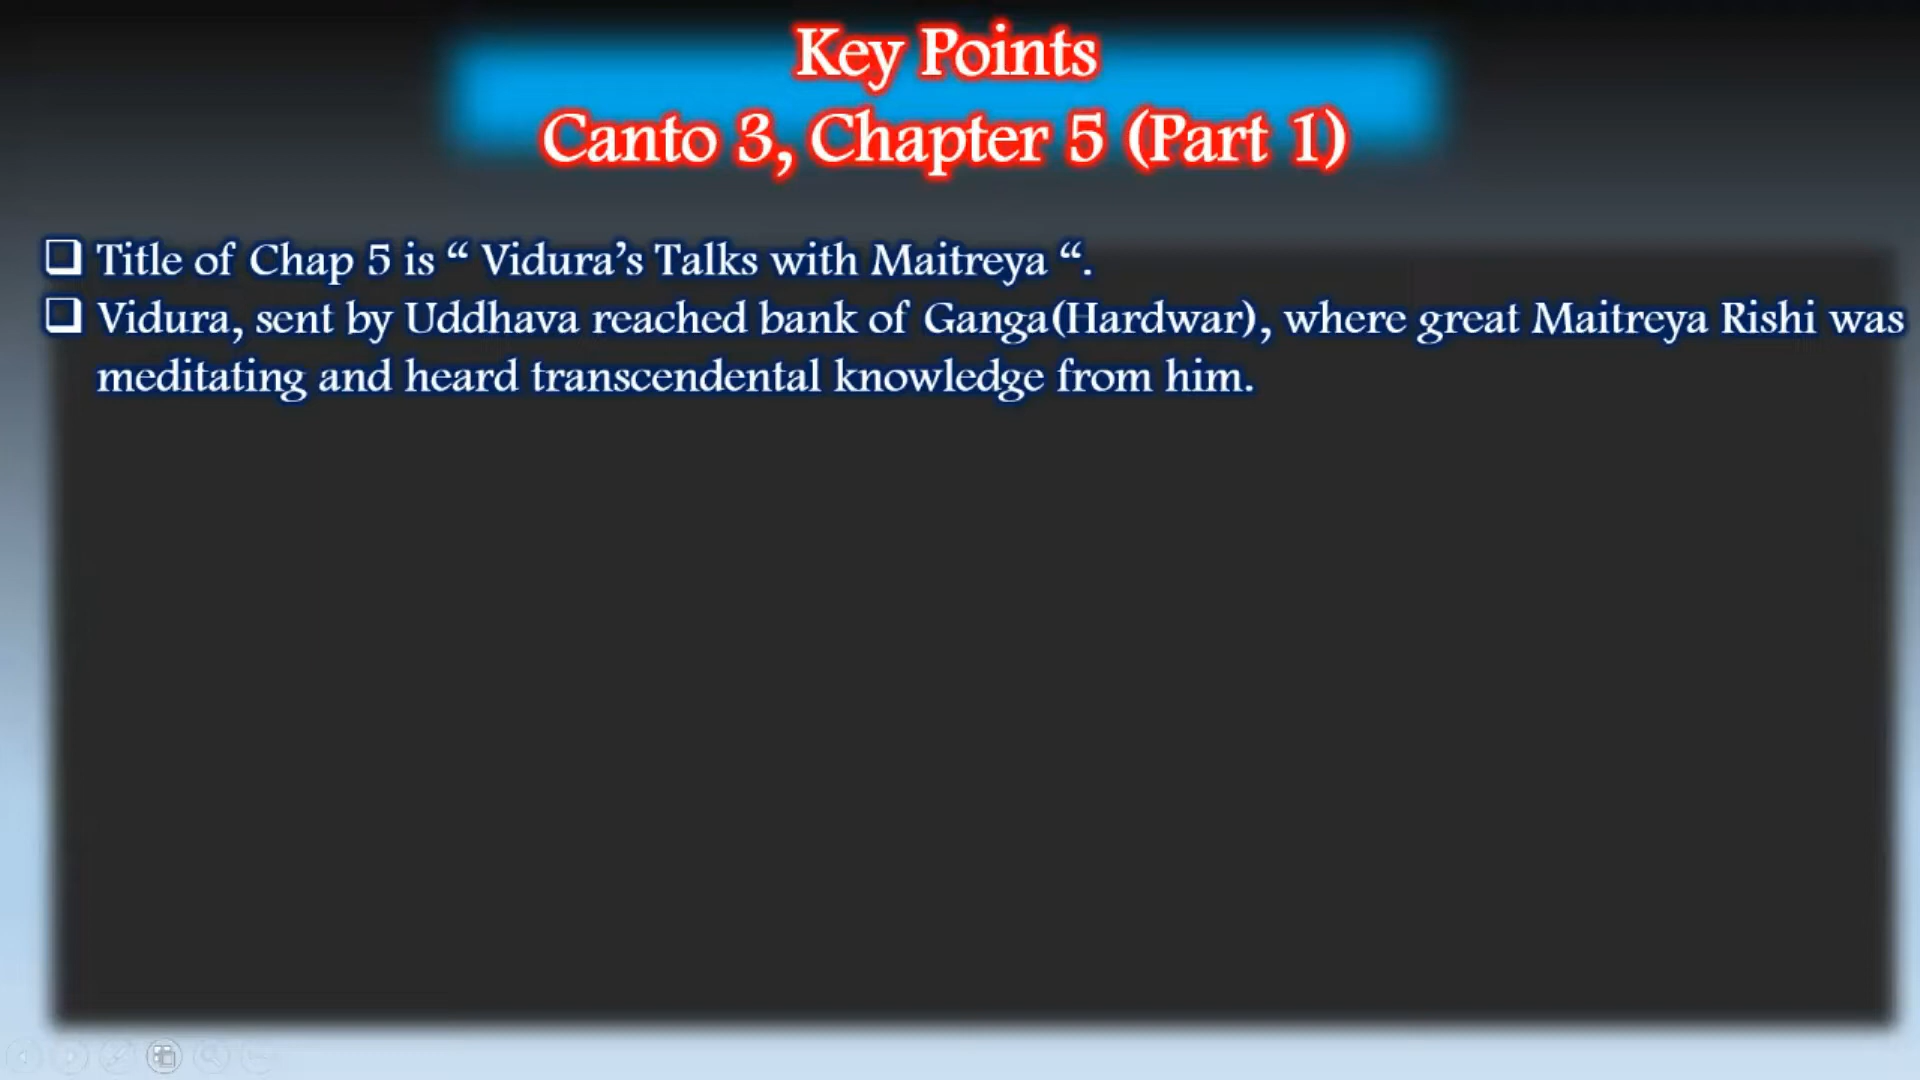 Key Points
Canto 3, Chapter 5 (Part 1)
Title of Chap 5 is “ Vidura’s Talks with Maitreya “.
Vidura, sent by Uddhava reached bank of Ganga(Hardwar), where great Maitreya Rishi was
meditating and heard transcendental knowledge from him.